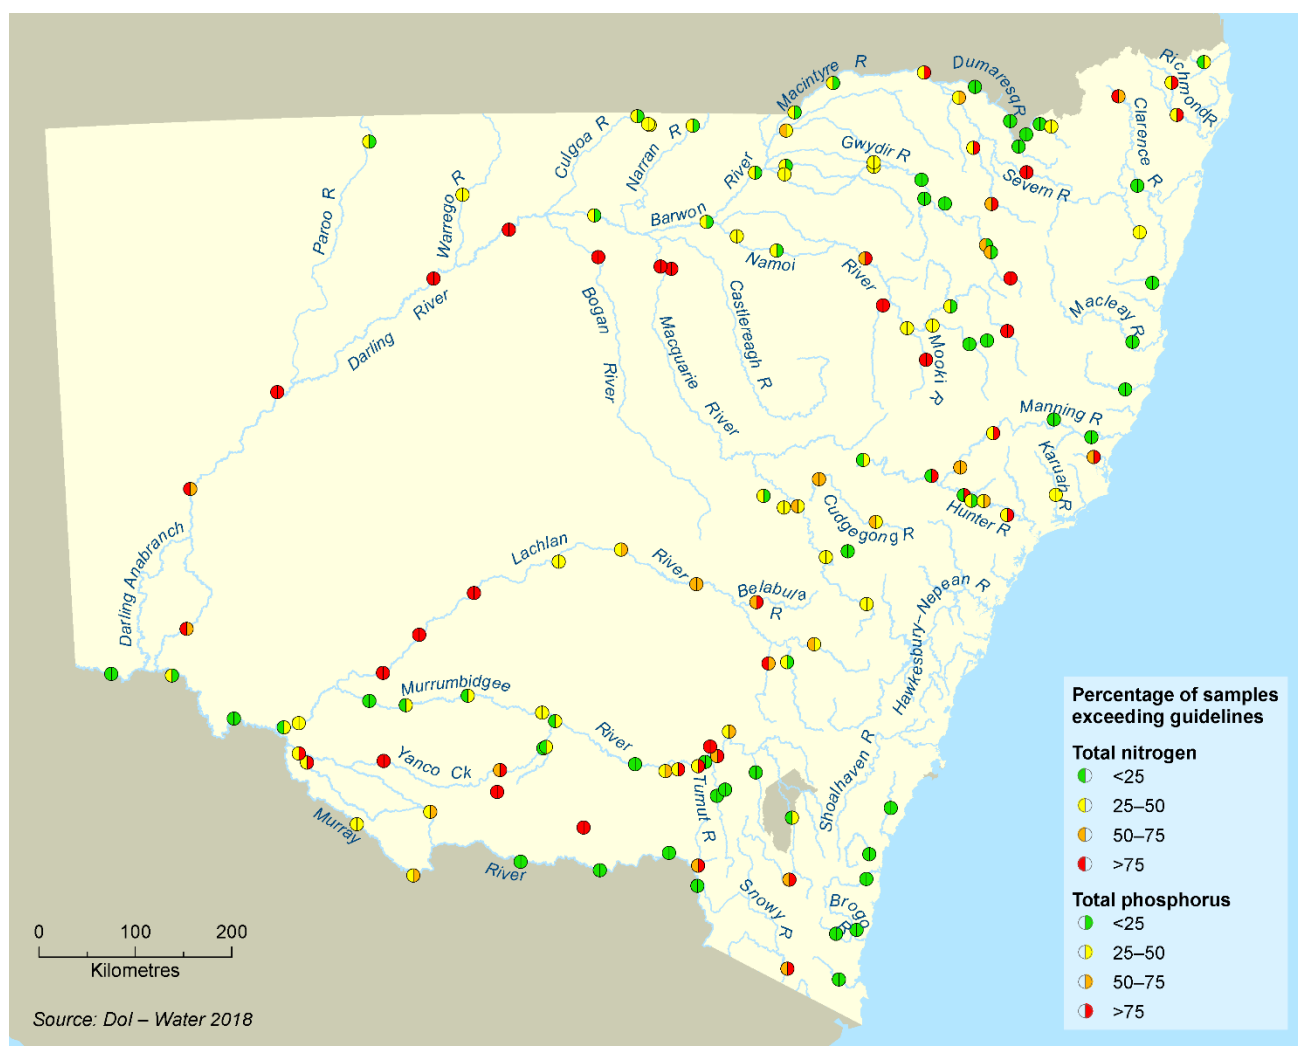 Macintyre R
Dumaresq R
Richmond R
Clarence R
Culgoa R
Narran R
Gwydir R
Severn R
Paroo R
Warrego R
Barwon River
Namoi River
Macleay R
Darling River
Bogan River
Macquarie River
Castlereagh R
Mooki R
Manning R
Karuah R
Hunter R
Cudgegong R
Darling Anabranch
Lachlan River
Belabula R
Hawkesbury–Nepean R
Murrumbidgee River
Yanco Ck
Tumut R
Shoalhaven R
Murray River
Snowy R
Brogo R
Percentage of samples
exceeding guidelines
Total nitrogen
<25
25–50
50–75
>75
Total phosphorus
<25
25–50
50–75
>75
0 100 200
Kilometres
Source: DoI – Water 2018